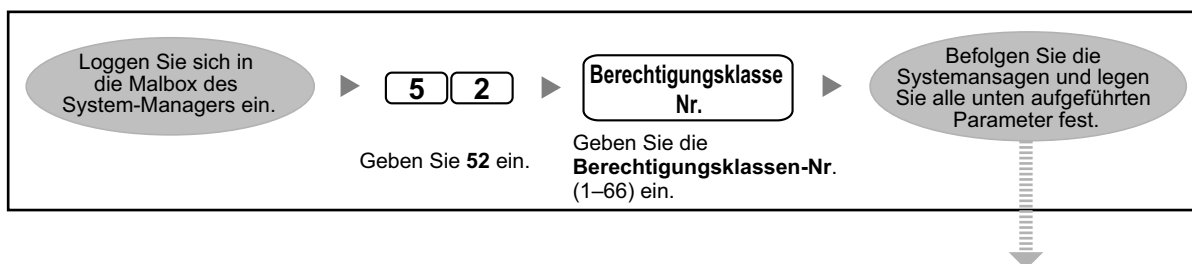 Loggen Sie sich in
die Malbox des
System-Managers ein.
5 2
Geben Sie 52 ein.
Berechtigungsklasse
Nr.
Geben Sie die
Berechtigungsklassen-Nr.
(1–66) ein.
Befolgen Sie die
Systemansagen und legen
Sie alle unten aufgeführten
Parameter fest.